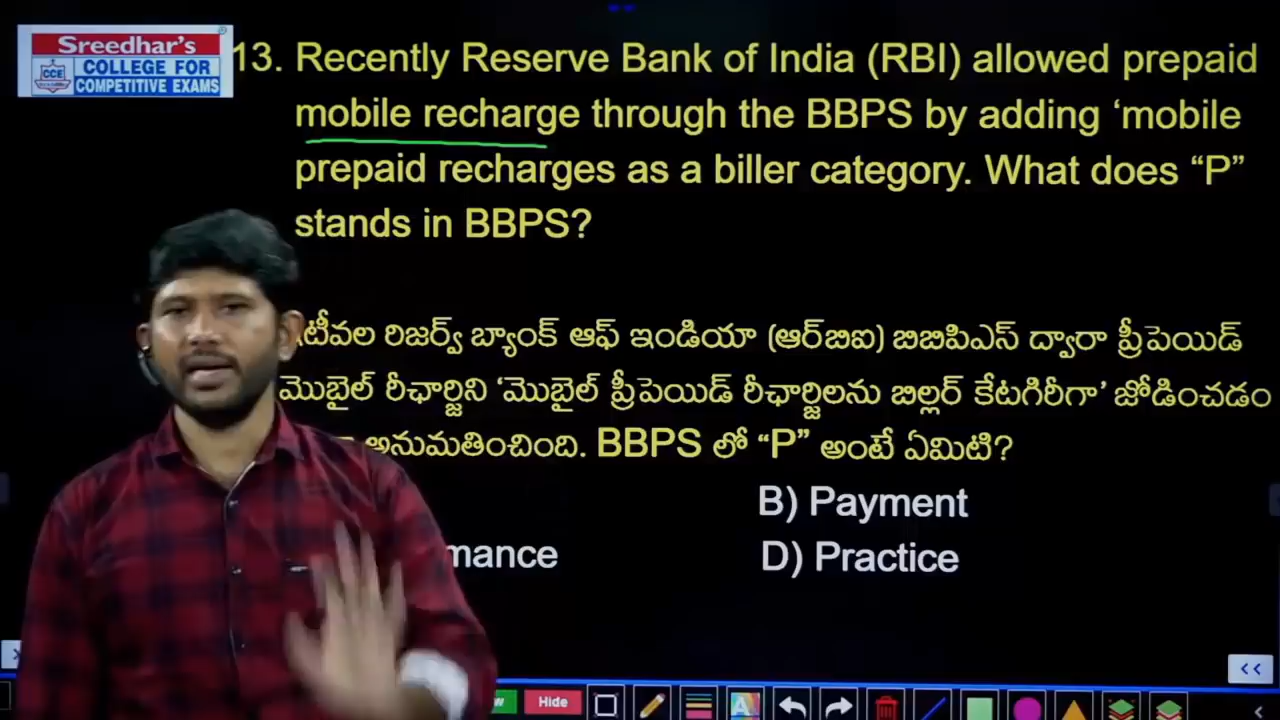 Sreedhar's
CCE
COLLEGE FOR
COMPETITIVE EXAMS
13. Recently Reserve Bank of India (RBI) allowed prepaid
mobile recharge through the BBPS by adding ‘mobile
prepaid recharges as a biller category. What does “P”
stands in BBPS?
రిజర్వ్ బ్యాంక్ ఆఫ్ ఇండియా (ఆర్‌బిఐ) బిబిపిఎస్ ద్వారా ప్రీపెయిడ్
మొబైల్ రీఛార్జిని ‘మొబైల్ ప్రీపెయిడ్ రీఛార్జిలను బిల్లర్ కేటగిరీగా’ జోడించడం
అనుమతించింది. BBPS లో “P” అంటే ఏమిటి?
B) Payment
D) Practice
Hide
<<